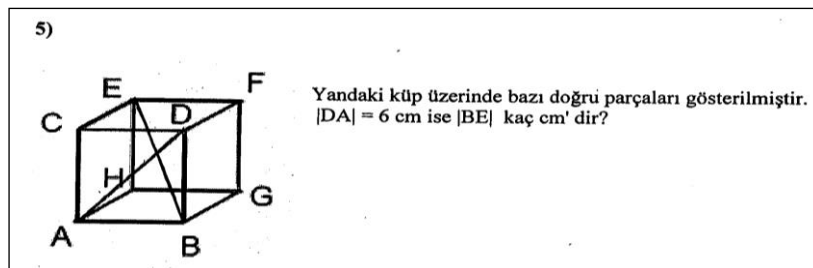 5)
E
F
C
D
H
G
A
B
Yandaki küp üzerinde bazı doğru parçaları gösterilmiştir.
|DA| = 6 cm ise |BE| kaç cm' dir?